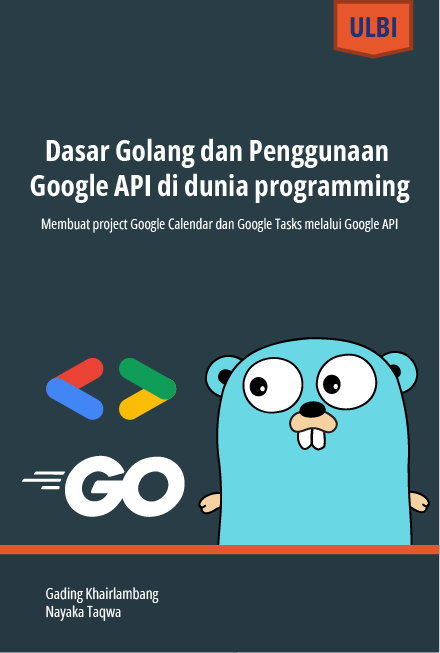 ULBI
Dasar Golang dan Penggunaan
Google API di dunia programming
Membuat project Google Calendar dan Google Tasks melalui Google API
GO
Gading Khairlambang
Nayaka Taqwa